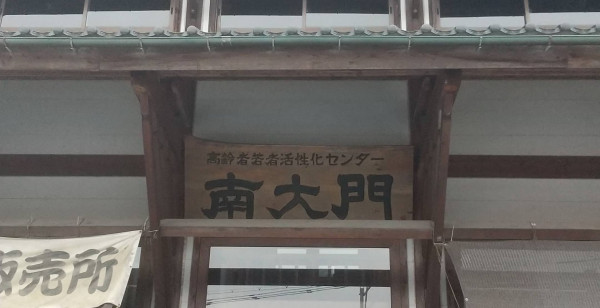 高齢者若者活性化センター
南大門
販売所